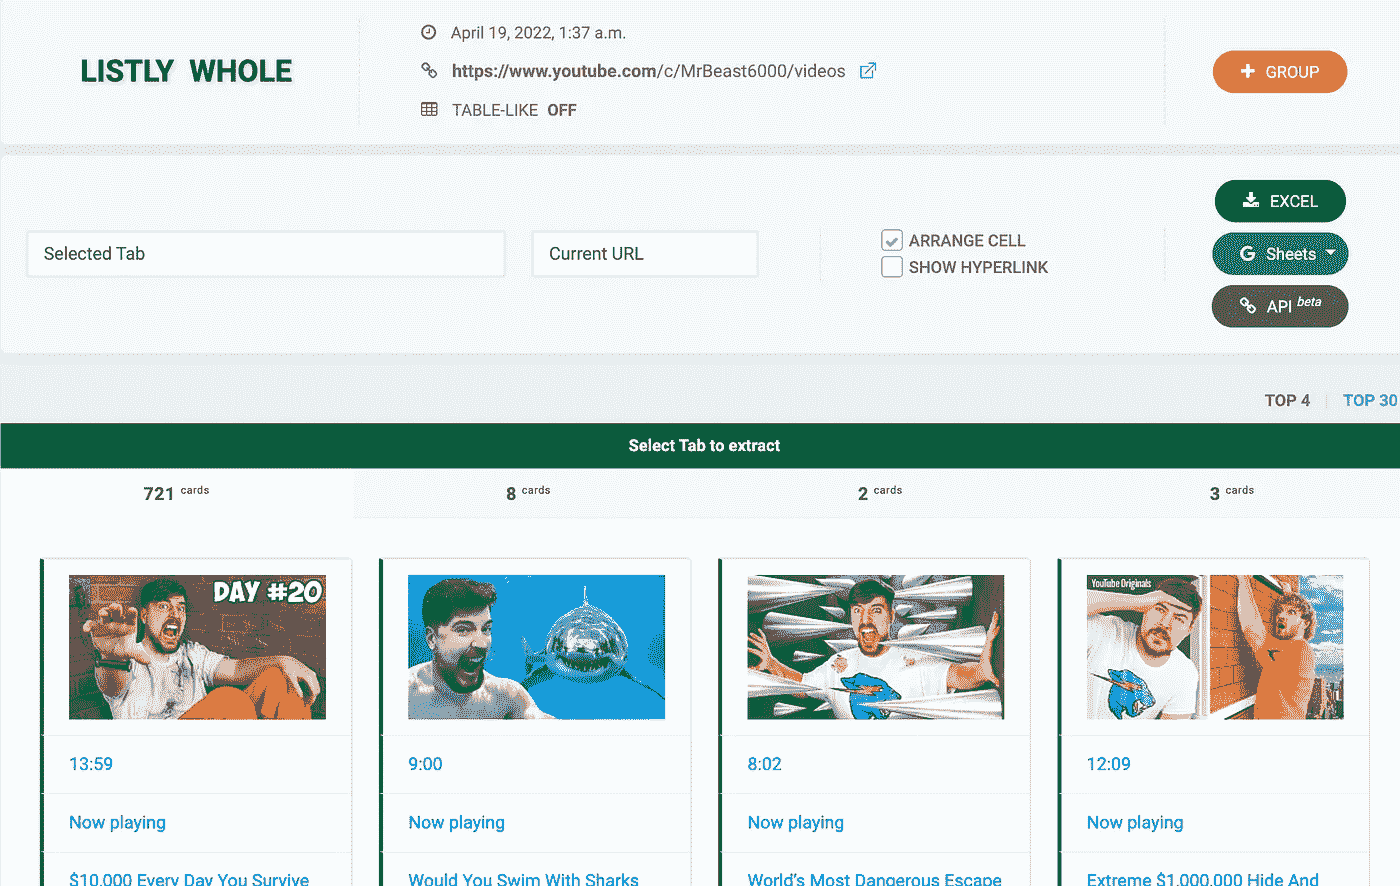 LISTLY WHOLE
April 19, 2022, 1:37 a.m.
https://www.youtube.com/c/MrBeast6000/videos
TABLE-LIKE OFF
GROUP
Selected Tab
Current URL
ARRANGE CELL
SHOW HYPERLINK
EXCEL
G Sheets
API beta
TOP 4
TOP 30
Select Tab to extract
721 cards
8 cards
2 cards
3 cards
DAY #20
YouTube Originals
13:59
9:00
8:02
12:09
Now playing
Now playing
Now playing
Now playing
$10,000 Every Day You Survive
Would You Swim With Sharks
World's Most Dangerous Escape
Extreme $1,000,000 Hide And